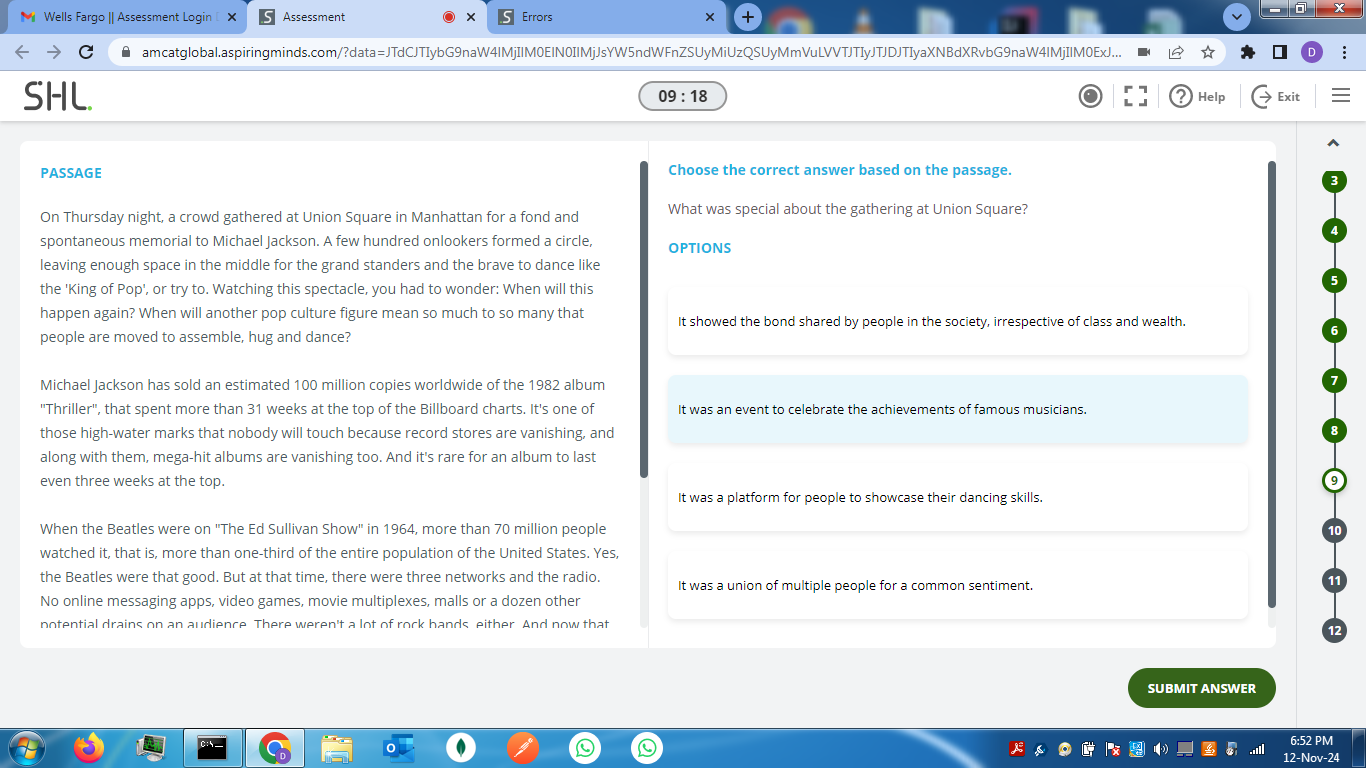 Wells Fargo || Assessment Login
Assessment
Errors
amcatglobal.aspiringminds.com/?data=
D
SHL.
09 : 18
Help
Exit
PASSAGE
On Thursday night, a crowd gathered at Union Square in Manhattan for a fond and
spontaneous memorial to Michael Jackson. A few hundred onlookers formed a circle,
leaving enough space in the middle for the grand standers and the brave to dance like
the 'King of Pop', or try to. Watching this spectacle, you had to wonder: When will this
happen again? When will another pop culture figure mean so much to so many that
people are moved to assemble, hug and dance?
Michael Jackson has sold an estimated 100 million copies worldwide of the 1982 album
"Thriller", that spent more than 31 weeks at the top of the Billboard charts. It's one of
those high-water marks that nobody will touch because record stores are vanishing, and
along with them, mega-hit albums are vanishing too. And it's rare for an album to last
even three weeks at the top.
When the Beatles were on "The Ed Sullivan Show" in 1964, more than 70 million people
watched it, that is, more than one-third of the entire population of the United States. Yes,
the Beatles were that good. But at that time, there were three networks and the radio.
No online messaging apps, video games, movie multiplexes, malls or a dozen other
potential drains on an audience. There weren't a lot of rock bands, either. And now that
Choose the correct answer based on the passage.
What was special about the gathering at Union Square?
OPTIONS
It showed the bond shared by people in the society, irrespective of class and wealth.
It was an event to celebrate the achievements of famous musicians.
It was a platform for people to showcase their dancing skills.
It was a union of multiple people for a common sentiment.
SUBMIT ANSWER
3
4
5
6
7
8
9
10
11
12
6:52 PM
12-Nov-24